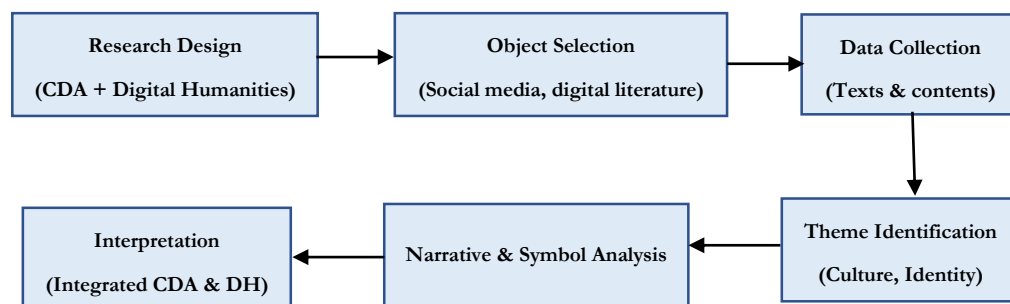 Research Design
(CDA + Digital Humanities)
Object Selection
(Social media, digital literature)
Data Collection
(Texts & contents)
Theme Identification
(Culture, Identity)
Narrative & Symbol Analysis
Interpretation
(Integrated CDA & DH)